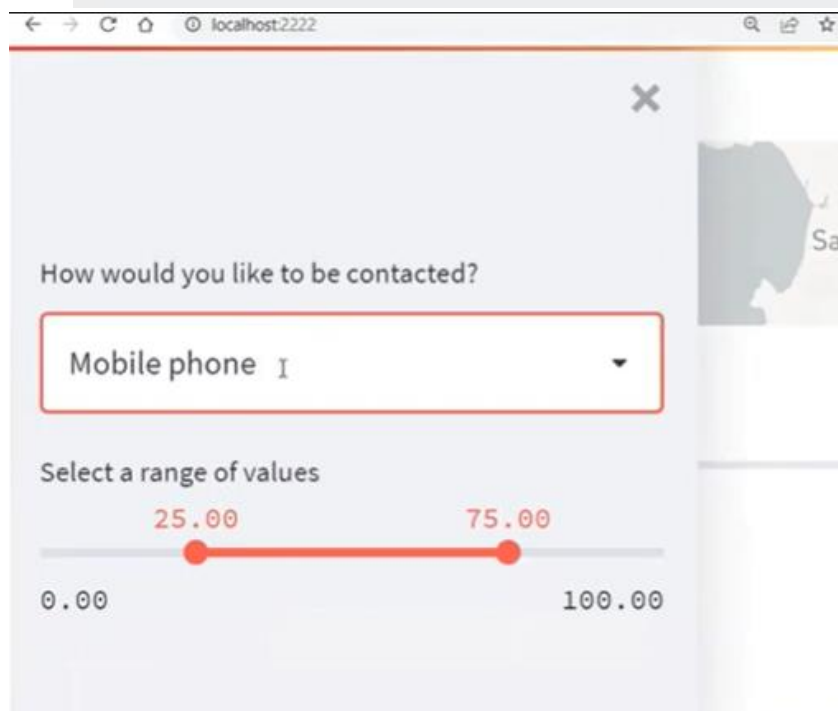 localhost:2222
How would you like to be contacted?
Mobile phone
Select a range of values
25.00 75.00
0.00 100.00
Sa